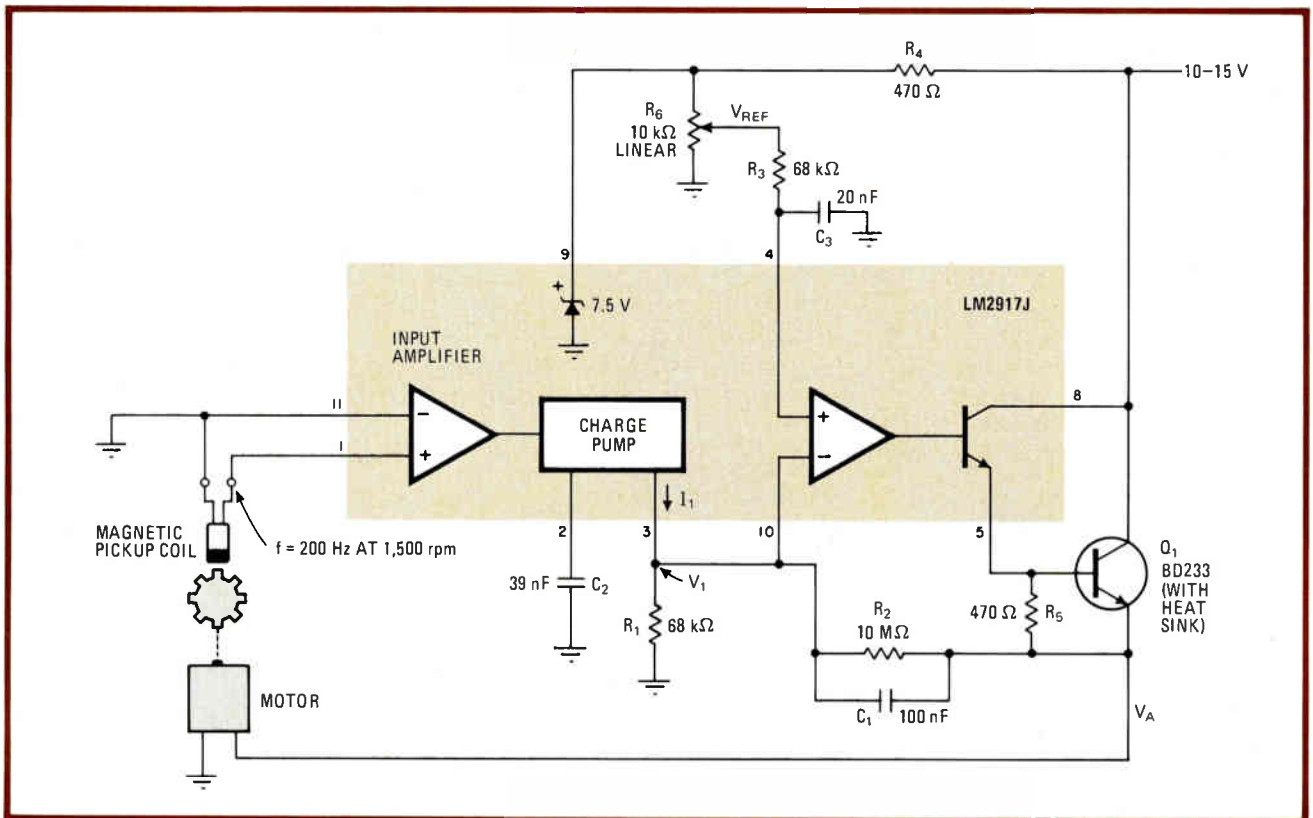 R4
470 Ω
10–15 V
R6
10 kΩ
LINEAR
VREF
R3
68 kΩ
20 nF
C3
9
4
+
7.5 V
LM2917J
INPUT
AMPLIFIER
11
−
1
+
CHARGE
PUMP
+
−
8
I1
2
3
10
5
MAGNETIC
PICKUP COIL
f = 200 Hz AT 1,500 rpm
39 nF
C2
V1
R1
68 kΩ
R2
10 MΩ
470 Ω
R5
Q1
BD233
(WITH
HEAT
SINK)
C1
100 nF
VA
MOTOR